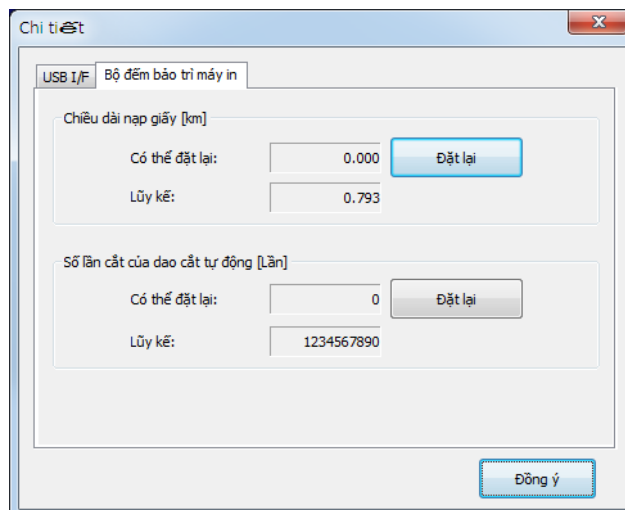 Chi tiết
USB I/F
Bộ đếm bảo trì máy in
Chiều dài nạp giấy [km]
Có thể đặt lại: 0.000 Đặt lại
Lũy kế: 0.793
Số lần cắt của dao cắt tự động [Lần]
Có thể đặt lại: 0 Đặt lại
Lũy kế: 1234567890
Đồng ý